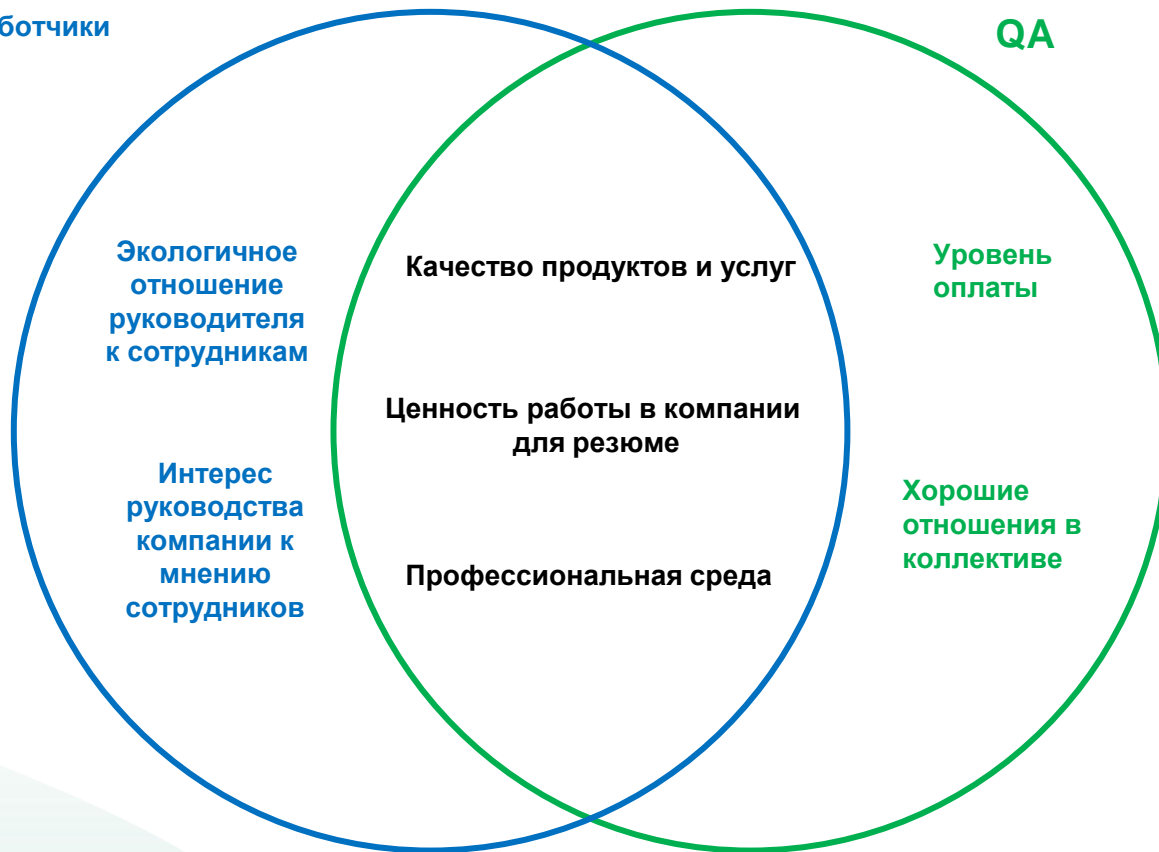 ботчики
QA
Экологичное
отношение
руководителя
к сотрудникам
Интерес
руководства
компании к
мнению
сотрудников
Качество продуктов и услуг
Ценность работы в компании
для резюме
Профессиональная среда
Уровень
оплаты
Хорошие
отношения в
коллективе